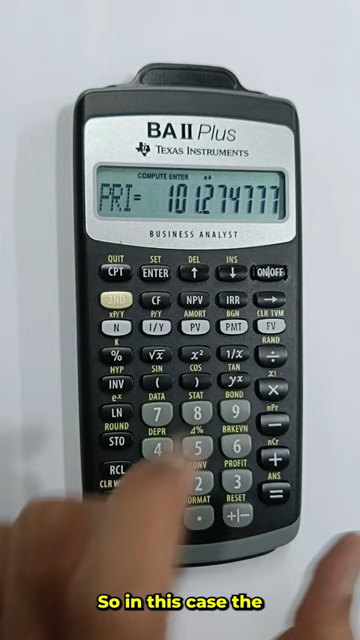 BA II Plus
TEXAS INSTRUMENTS
COMPUTE ENTER
PRI= 101.274777
BUSINESS ANALYST
QUIT SET DEL INS
CPT ENTER ↑ ↓ ON/OFF
2ND CF NPV IRR →
xP/Y P/Y AMORT BGN CLR TVM
N I/Y PV PMT FV
K RAND
% √x x² 1/x ÷
HYP SIN COS TAN x!
INV ( ) yˣ ×
eˣ DATA STAT BOND nPr
LN 7 8 9 −
ROUND DEPR Δ% BRKEVN nCr
STO 4 5 6 +
PROFIT ANS
RCL 2 3 =
CLR
RESET
. +|−
So in this case the